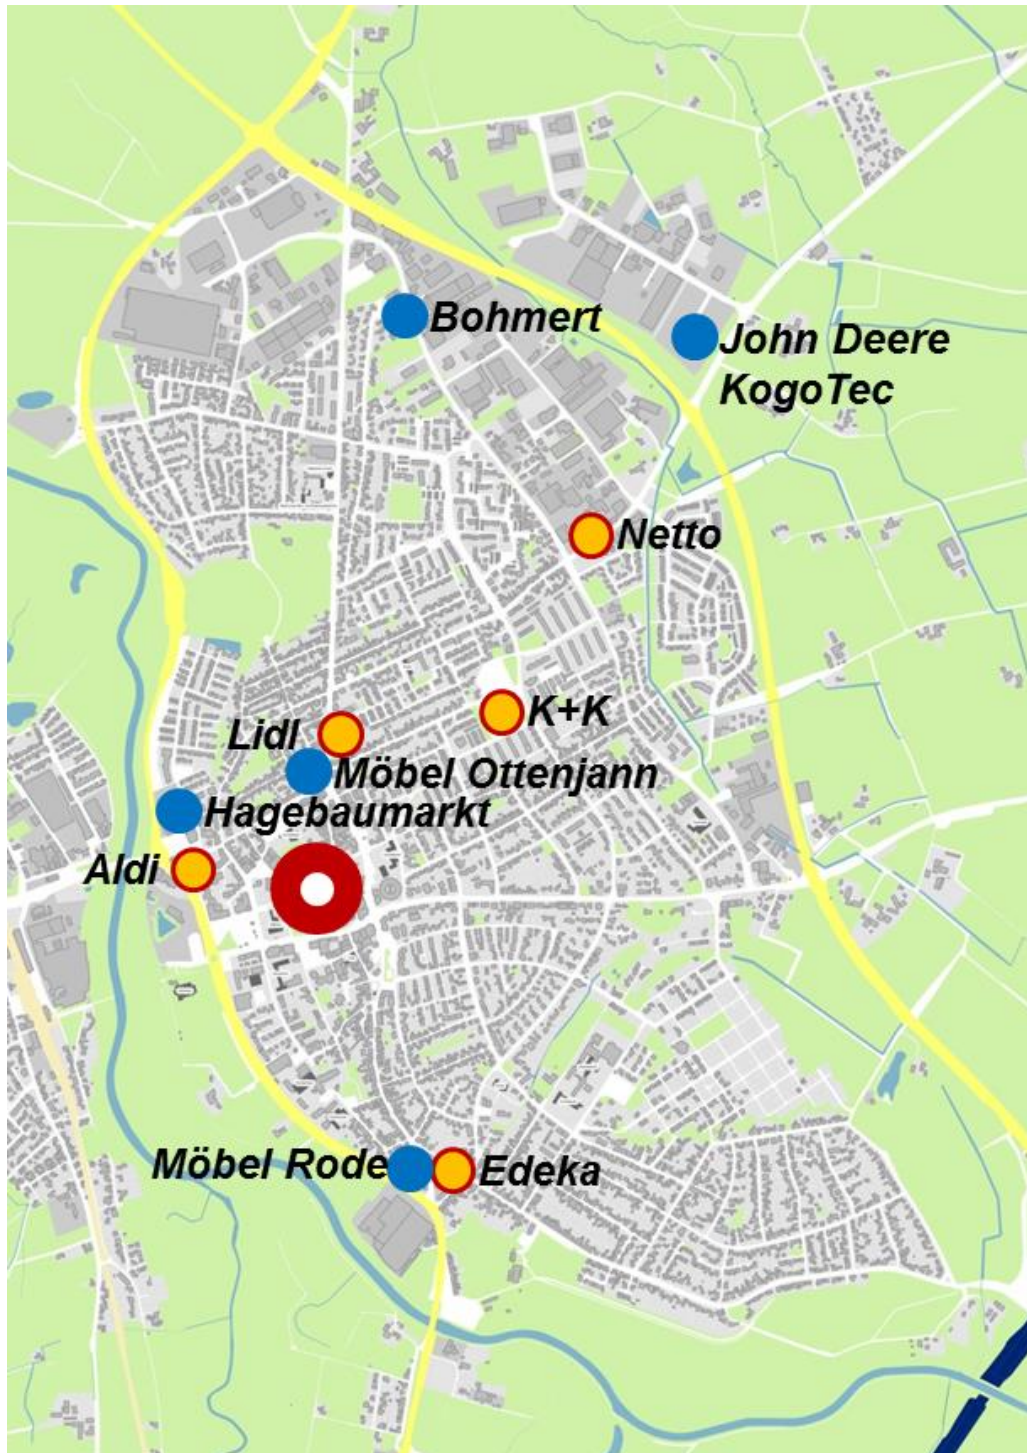 Bohmert
John Deere
KogoTec
Netto
K+K
Lidl
Möbel Ottenjann
Hagebaumarkt
Aldi
Möbel Rode
Edeka